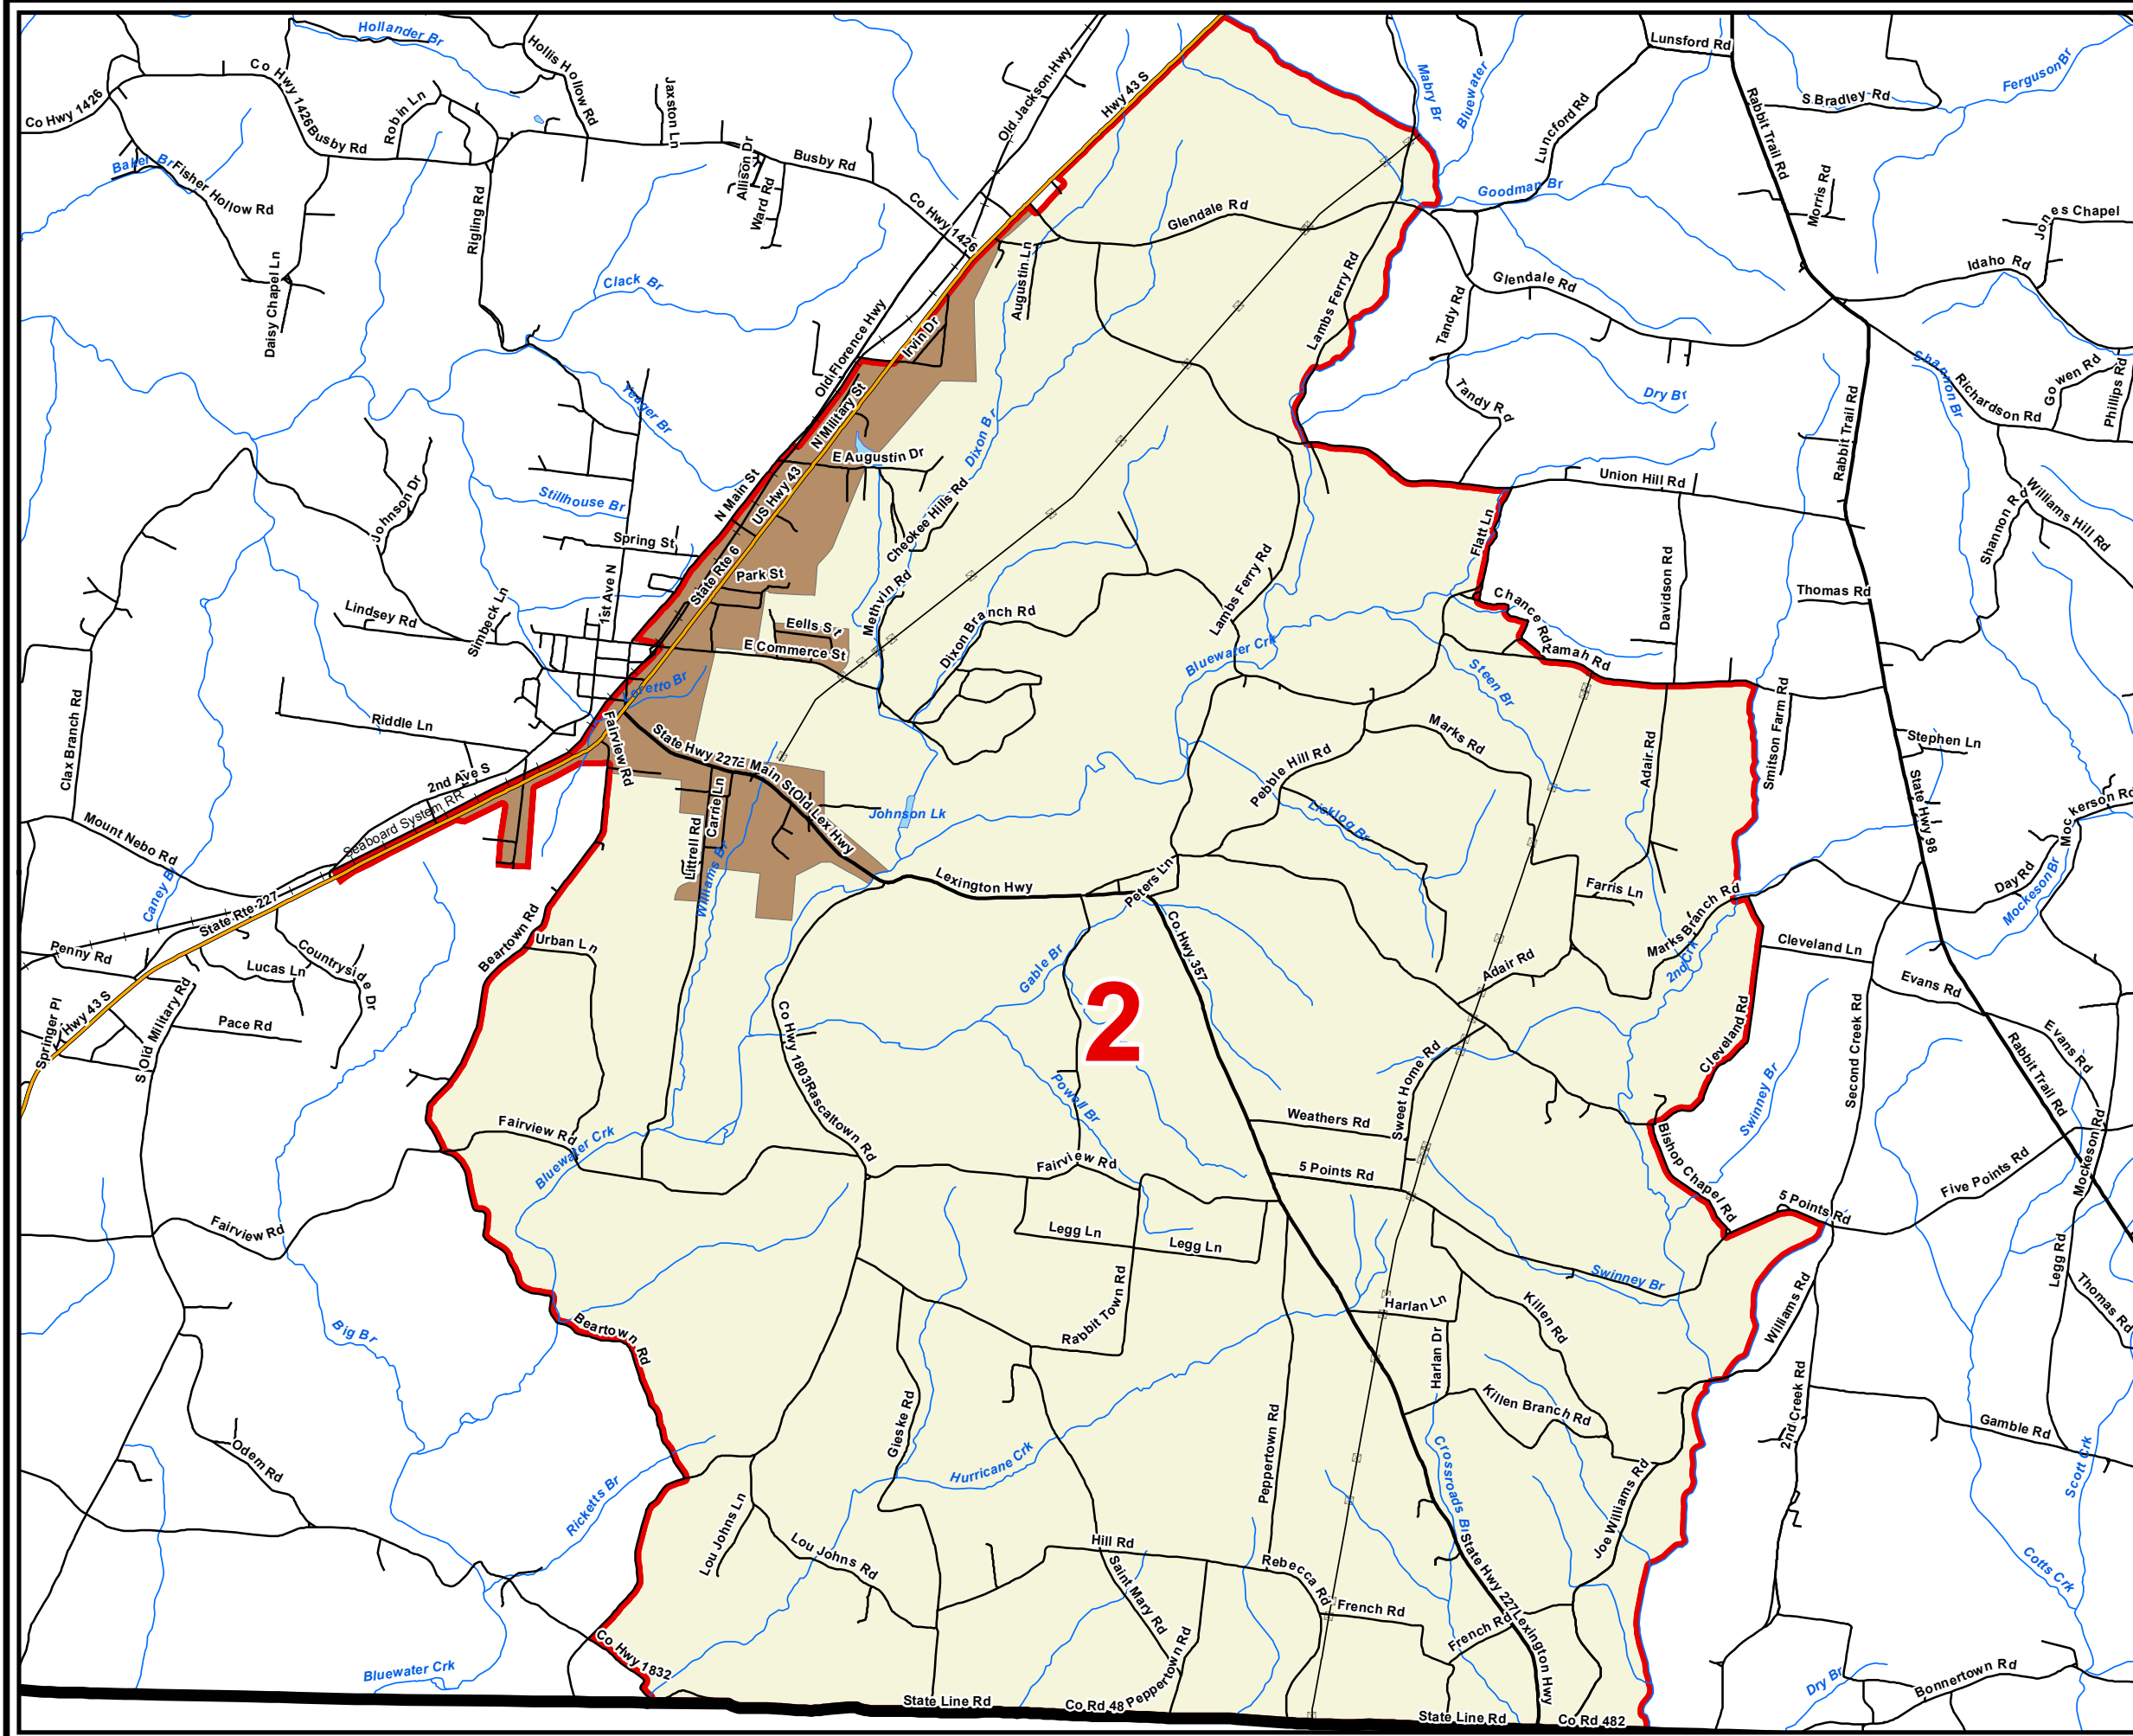 Hollander Br
Hollis Hollow Rd
Co Hwy 1426
Co Hwy 1426
Busby Rd
Robin Ln
Jaxston Ln
Baker Br
Fisher Hollow Rd
Daisy Chapel Ln
Rigling Rd
Allison Dr
Ward Rd
Busby Rd
Co Hwy 1426
Clack Br
Old Jackson Hwy
Hwy 43 S
Mabry Br
Bluewater
Lunsford Rd
Ferguson Br
S Bradley Rd
Rabbit Trail Rd
Luncford Rd
Morris Rd
Goodman Br
Jones Chapel
Idaho Rd
Glendale Rd
Augustin Ln
Lambs Ferry Rd
Glendale Rd
Tandy Rd
Tandy Rd
Dry Br
Shannon Br
Richardson Rd
Gowen Rd
Phillips Rd
Rabbit Trail Rd
Old Florence Hwy
Irvin Dr
N Military St
Yeager Br
Dixon Br
E Augustin Dr
Stillhouse Br
N Main St
US Hwy 43
Cheokee Hills Rd
Johnson Dr
Spring St
State Rte 6
Park St
Methvin Rd
Union Hill Rd
Flatt Ln
Davidson Rd
Williams Hill Rd
Shannon Rd
Thomas Rd
Lindsey Rd
Simbeck Ln
1st Ave N
Eells St
E Commerce St
Dixon Branch Rd
Lambs Ferry Rd
Bluewater Crk
Chance Rd
Ramah Rd
Steen Br
Loretto Br
Clax Branch Rd
Riddle Ln
Fairview Rd
State Hwy 227
E Main St
Old Lex Hwy
Marks Rd
Adair Rd
Smitson Farm Rd
Stephen Ln
State Hwy 98
2nd Ave S
Seaboard System RR
Pebble Hill Rd
Licklog Br
Mount Nebo Rd
Caney Br
Carrie Ln
Littrell Rd
Williams Br
Johnson Lk
Mockerson Rd
Day Rd
Mockeson Br
Lexington Hwy
Peters Ln
Farris Ln
Marks Branch Rd
2nd Crk
State Rte 227
Penny Rd
Lucas Ln
Countryside Dr
Beartown Rd
Urban Ln
Gable Br
Co Hwy 357
Adair Rd
Cleveland Ln
Evans Rd
Evans Rd
Springer Pl
Hwy 43 S
S Old Military Rd
Pace Rd
2
Co Hwy 1803
Rascaltown Rd
Powell Br
Sweet Home Rd
Cleveland Rd
Second Creek Rd
Swinney Br
Rabbit Trail Rd
Mockeson Rd
Fairview Rd
Bluewater Crk
Fairview Rd
Weathers Rd
5 Points Rd
Bishop Chapel Rd
5 Points Rd
Five Points Rd
Fairview Rd
Legg Ln
Legg Ln
Swinney Br
Legg Rd
Thomas Rd
Big Br
Beartown Rd
Rabbit Town Rd
Harlan Ln
Harlan Dr
Killen Rd
Williams Rd
Gieske Rd
Killen Branch Rd
2nd Creek Rd
Gamble Rd
Odem Rd
Ricketts Br
Hurricane Crk
Peppertown Rd
Crossroads Br
Joe Williams Rd
Scott Crk
Lou Johns Ln
Lou Johns Rd
Hill Rd
Saint Mary Rd
Rebecca Rd
French Rd
French Rd
State Hwy 227
Lexington Hwy
Cotts Crk
Bluewater Crk
Co Hwy 1832
State Line Rd
Co Rd 48
Peppertown Rd
State Line Rd
Co Rd 482
Dry Br
Bonnertown Rd